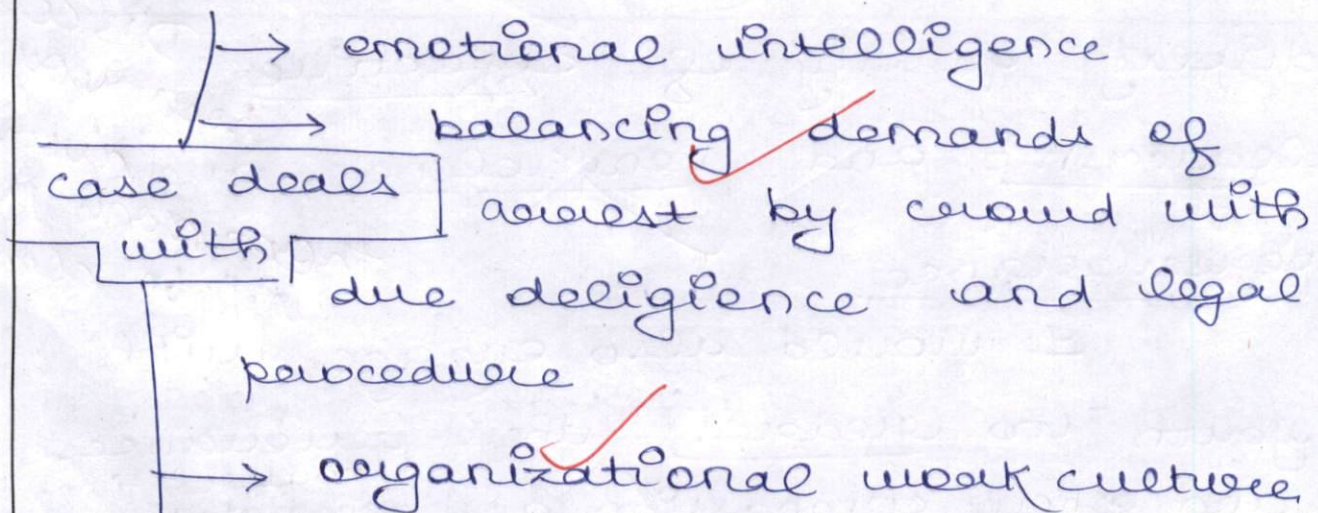 → emotional intelligence
→ balancing demands of
case deals
arrest by crowd with
with
due deligience and legal
procedure
→ organizational work culture